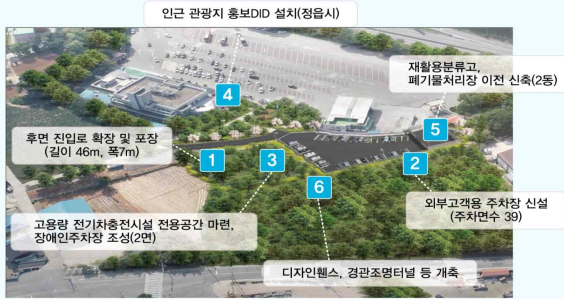 인근 관광지 홍보DID 설치(정읍시)
재활용분류고,
폐기물처리장 이전 신축(2동)
4
5
후면 진입로 확장 및 포장
(길이 46m, 폭7m)
1
3
2
6
외부고객용 주차장 신설
(주차면수 39)
고용량 전기차충전시설 전용공간 마련,
장애인주차장 조성(2면)
디자인휀스, 경관조명터널 등 개축